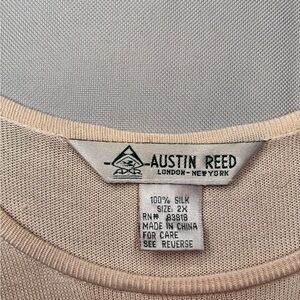 AUSTIN REED
LONDON-NEW YORK
100% SILK
SIZE: 2X
RN# 83818
MADE IN CHINA
FOR CARE
SEE REVERSE